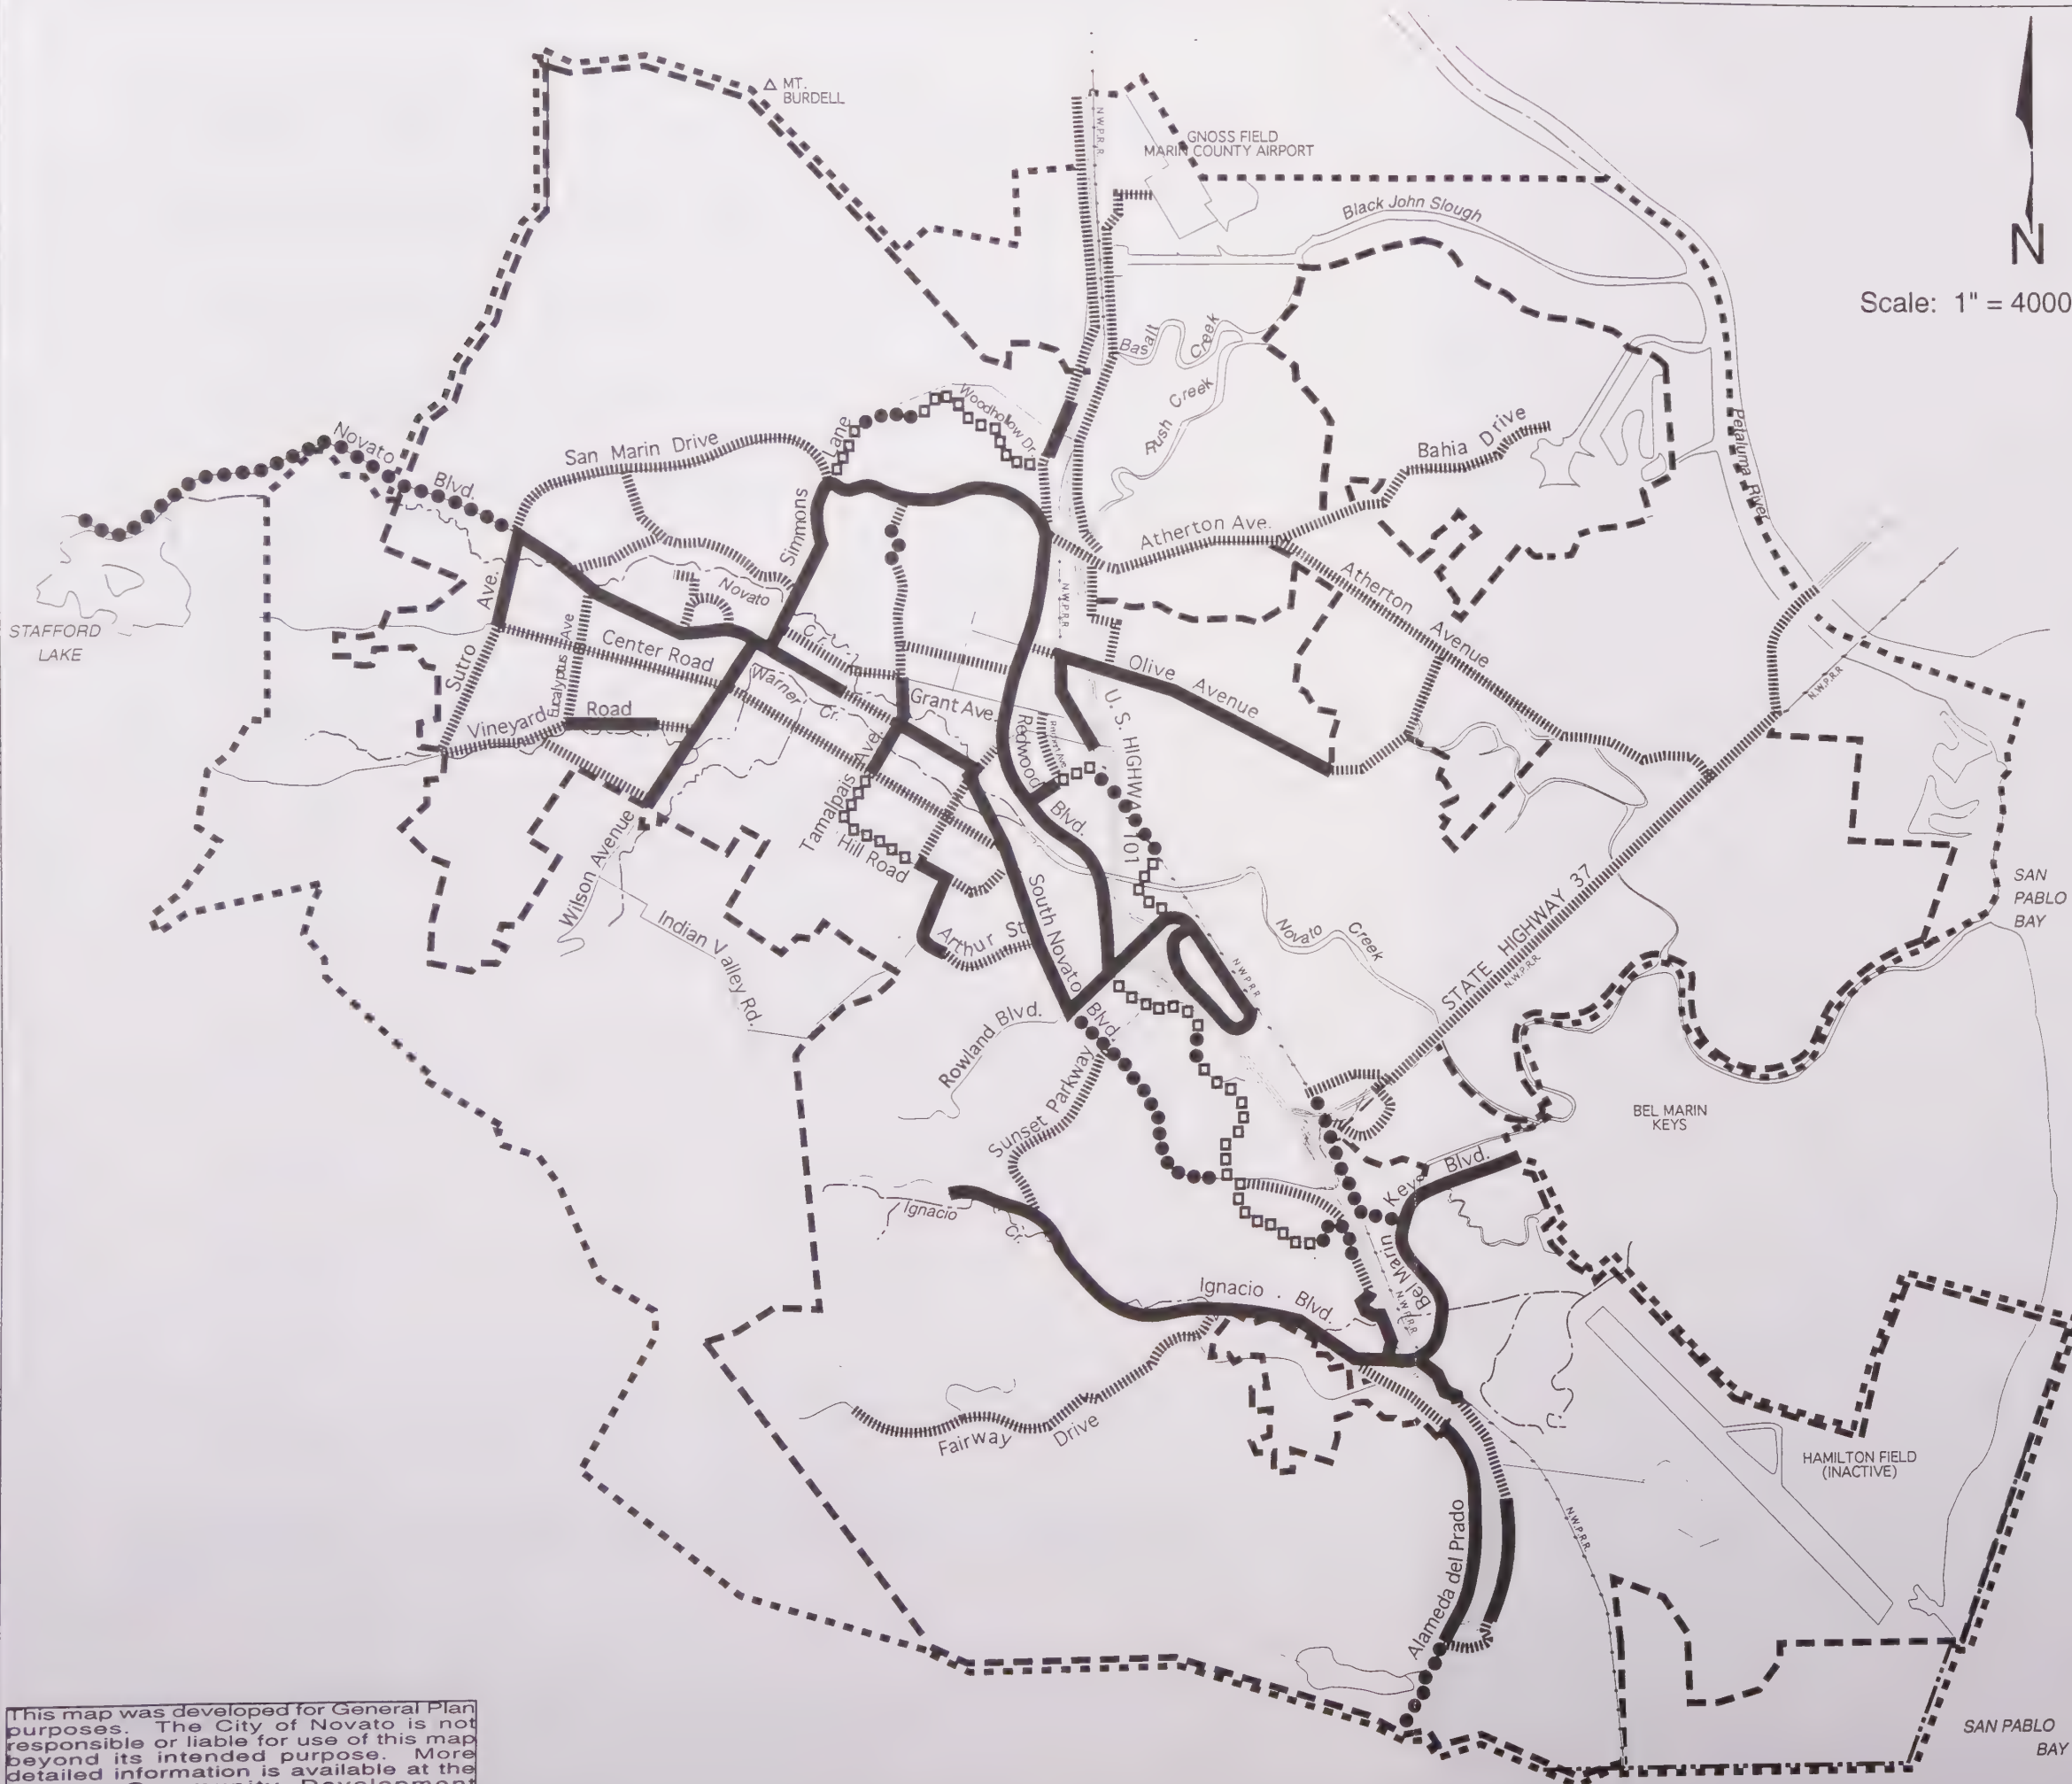 MT.
BURDELL
N.W.P.R.R
GNOSS FIELD
MARIN COUNTY AIRPORT
Black John Slough
N
Scale: 1" = 4000
Basalt
Creek
Rush Creek
Woodhollow Dr.
Lane
Bahia Drive
Petaluma River
Novato
Blvd.
San Marin Drive
Simmons
Atherton Ave.
Atherton
Avenue
N.W.P.R.R
STAFFORD
LAKE
Ave.
Sutro
Eucalyptus Ave
Center Road
Novato
Cr.
Warner
Cr.
Grant Ave.
Olive Avenue
U. S. HIGHWAY 101
Vineyard
Road
Redwood
Blvd.
N.W.P.R.R
Tamalpais Ave.
Hill Road
Wilson Avenue
Indian Valley Rd.
Arthur St
South Novato
Blvd.
Novato
Creek
N.W.P.R.R
STATE HIGHWAY 37
N.W.P.R.R
SAN
PABLO
BAY
Rowland Blvd.
Sunset Parkway
BEL MARIN
KEYS
Bel Marin
Keys
Blvd.
N.W.P.R.R
Ignacio
Cr.
Ignacio
Blvd.
Fairway
Drive
HAMILTON FIELD
(INACTIVE)
N.W.P.R.R.
Alameda del Prado
SAN PABLO
BAY
This map was developed for General Plan
purposes. The City of Novato is not
responsible or liable for use of this map
beyond its intended purpose. More
detailed information is available at the
Community Development